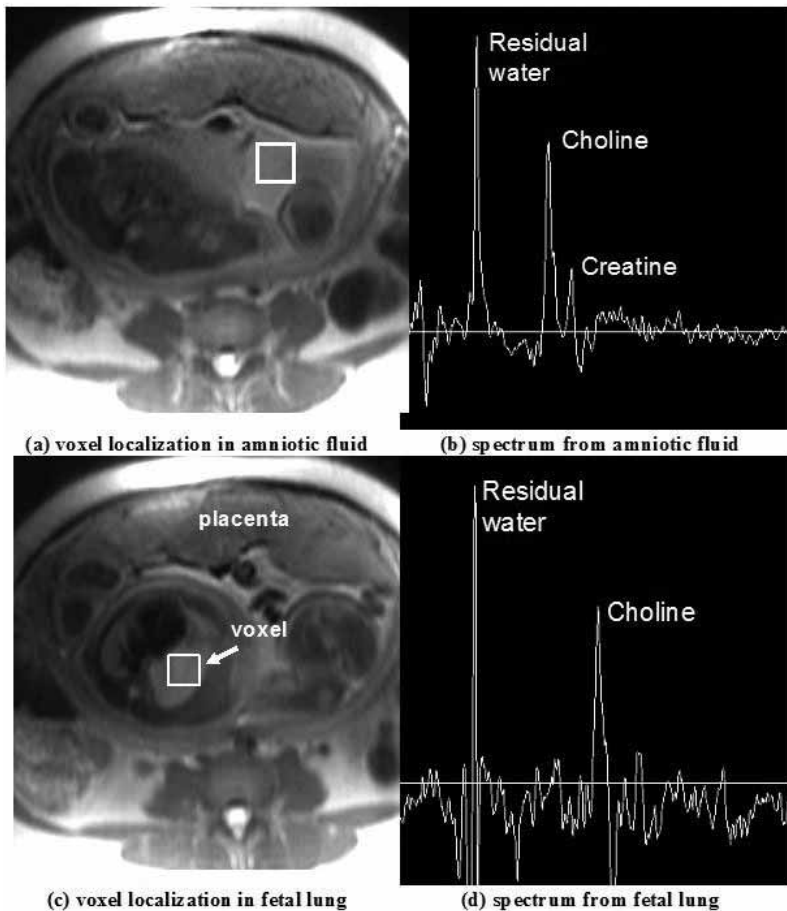 Residual
water
Choline
Creatine
(a) voxel localization in amniotic fluid
(b) spectrum from amniotic fluid
placenta
voxel
Residual
water
Choline
(c) voxel localization in fetal lung
(d) spectrum from fetal lung